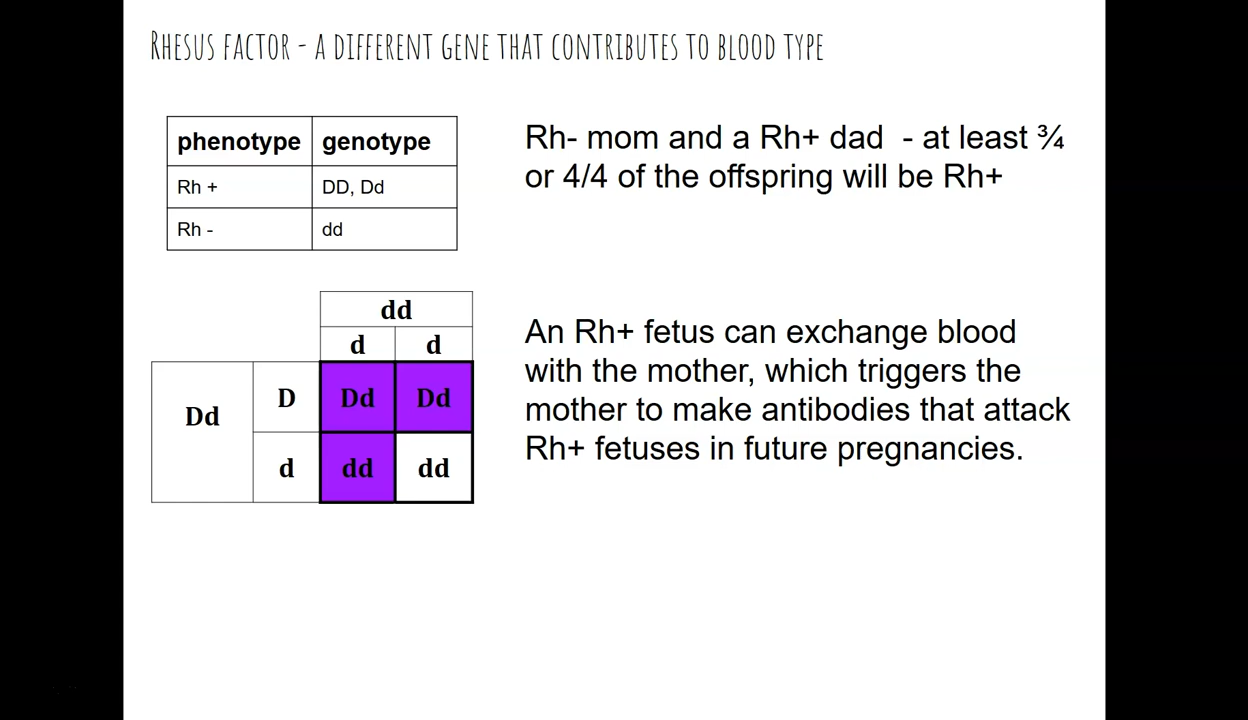 Rhesus factor - a different gene that contributes to blood type
phenotype genotype
Rh + DD, Dd
Rh - dd
Rh- mom and a Rh+ dad - at least ¾
or 4/4 of the offspring will be Rh+
dd
d d
Dd D Dd Dd
d dd dd
An Rh+ fetus can exchange blood
with the mother, which triggers the
mother to make antibodies that attack
Rh+ fetuses in future pregnancies.